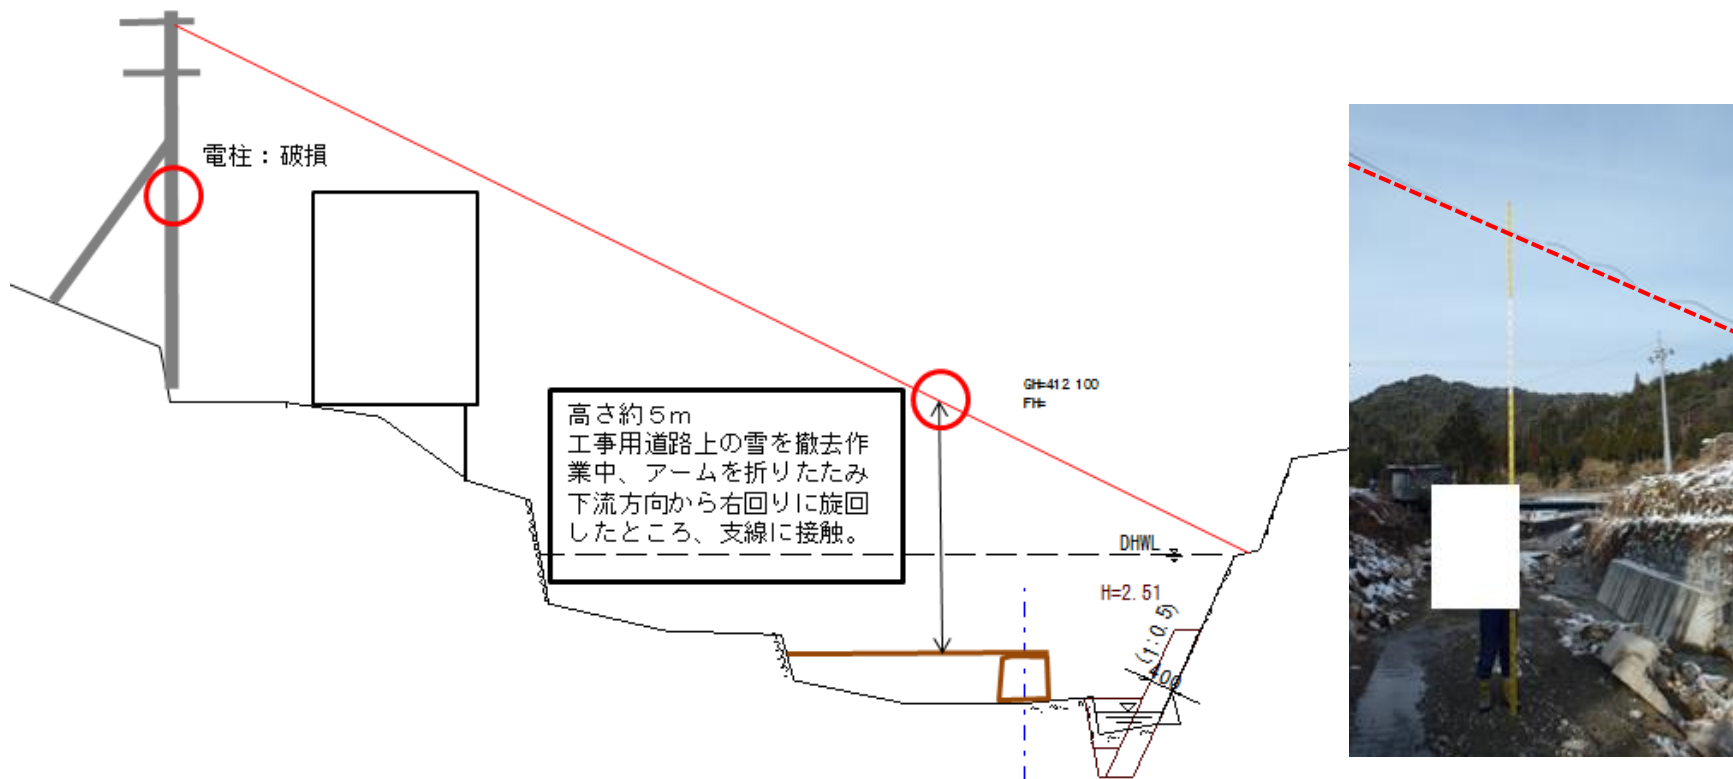 電柱：破損
高さ約５ｍ
工事用道路上の雪を撤去作
業中、アームを折りたたみ
下流方向から右回りに旋回
したところ、支線に接触。
GH=412 100
FH=
DHWL
H=2.51
(1:0.5)
400